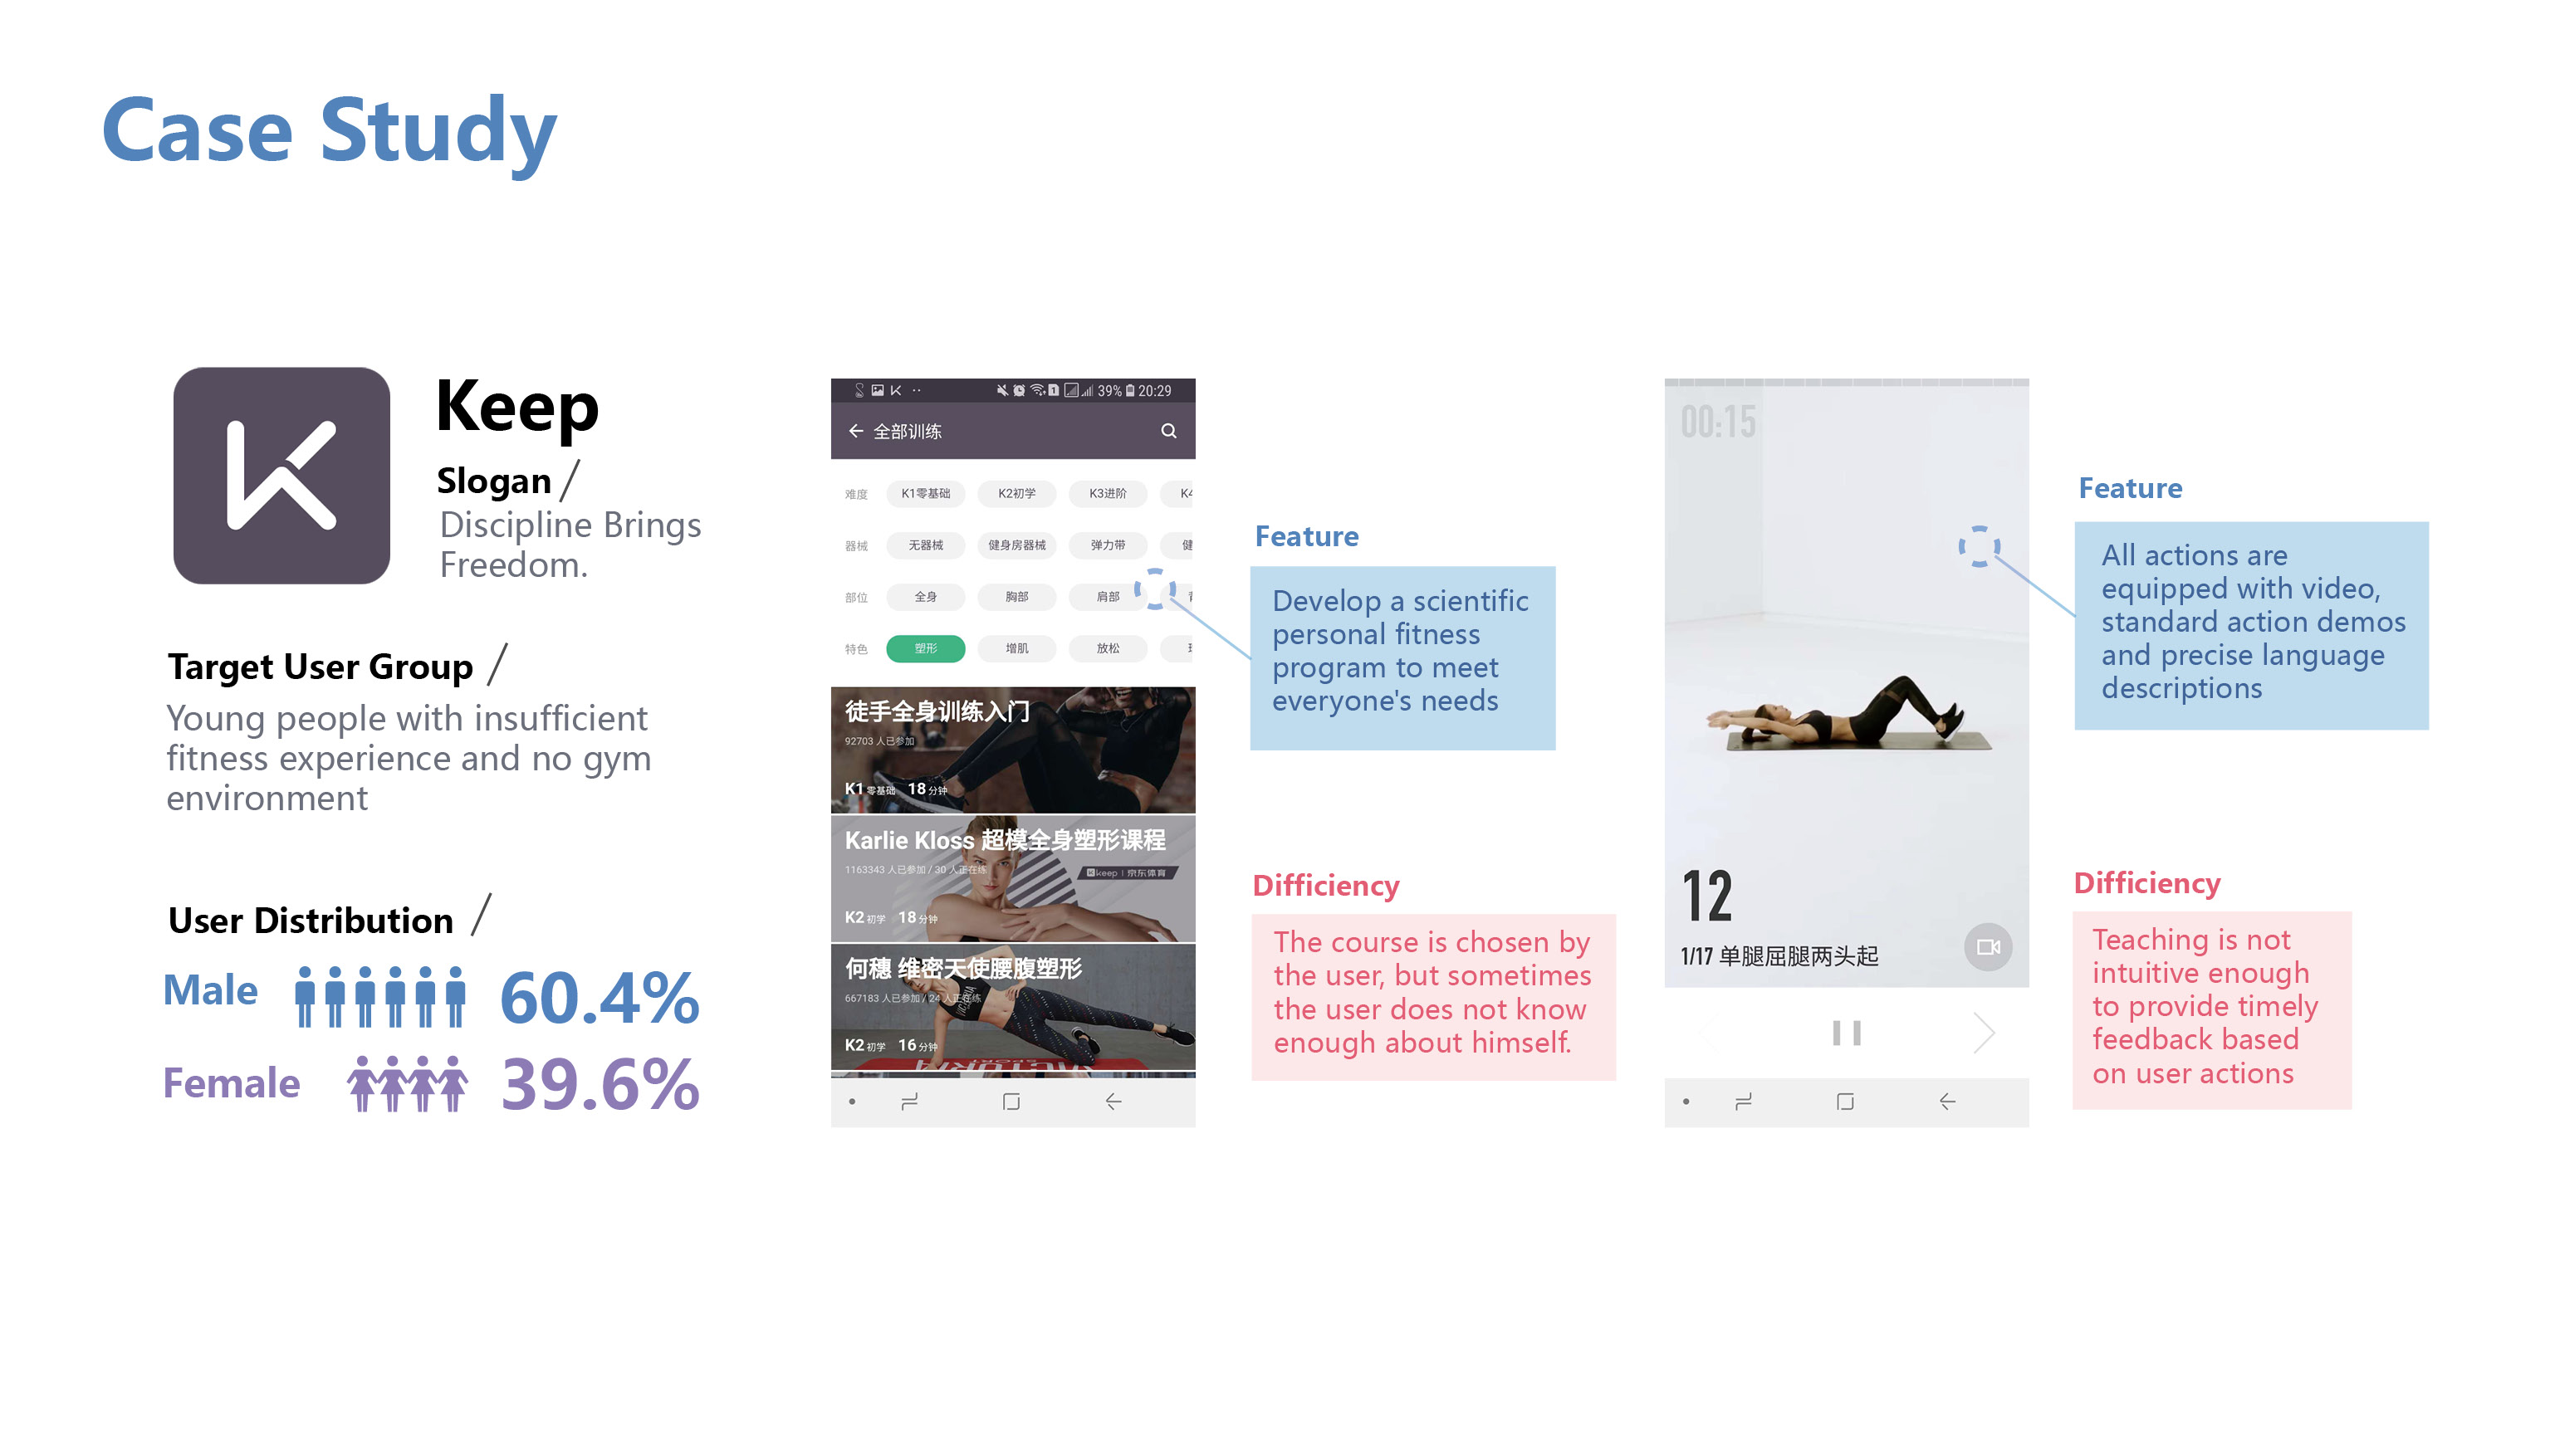 Case Study
Keep
Slogan
Discipline Brings
Freedom.
Target User Group
Young people with insufficient
fitness experience and no gym
environment
User Distribution
Male 60.4%
Female 39.6%
39% 20:29
全部训练
难度 K1零基础 K2初学 K3进阶 K4
器械 无器械 健身房器械 弹力带 健
部位 全身 胸部 肩部
特色 塑形 增肌 放松
徒手全身训练入门
92703 人已参加
K1 零基础 18 分钟
Karlie Kloss 超模全身塑形课程
1163343 人已参加 / 30 人正在练
keep | 京东体育
K2 初学 18 分钟
何穗 维密天使腰腹塑形
667183 人已参加 / 24 人正在练
K2 初学 16 分钟
Feature
Develop a scientific
personal fitness
program to meet
everyone's needs
Difficiency
The course is chosen by
the user, but sometimes
the user does not know
enough about himself.
00:15
12
1/17 单腿屈腿两头起
Feature
All actions are
equipped with video,
standard action demos
and precise language
descriptions
Difficiency
Teaching is not
intuitive enough
to provide timely
feedback based
on user actions